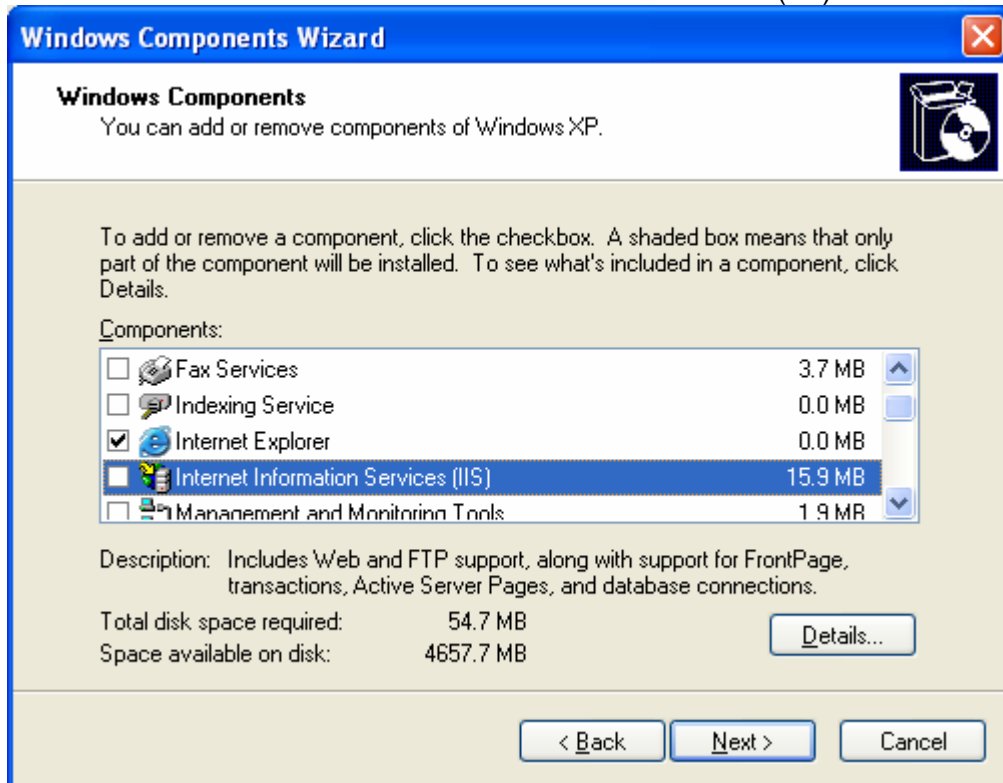 Windows Components Wizard
Windows Components
You can add or remove components of Windows XP.
To add or remove a component, click the checkbox. A shaded box means that only
part of the component will be installed. To see what's included in a component, click
Details.
Components:
Fax Services 3.7 MB
Indexing Service 0.0 MB
Internet Explorer 0.0 MB
Internet Information Services (IIS) 15.9 MB
Management and Monitoring Tools 1.9 MB
Description: Includes Web and FTP support, along with support for FrontPage,
transactions, Active Server Pages, and database connections.
Total disk space required: 54.7 MB
Space available on disk: 4657.7 MB
Details...
< Back Next > Cancel